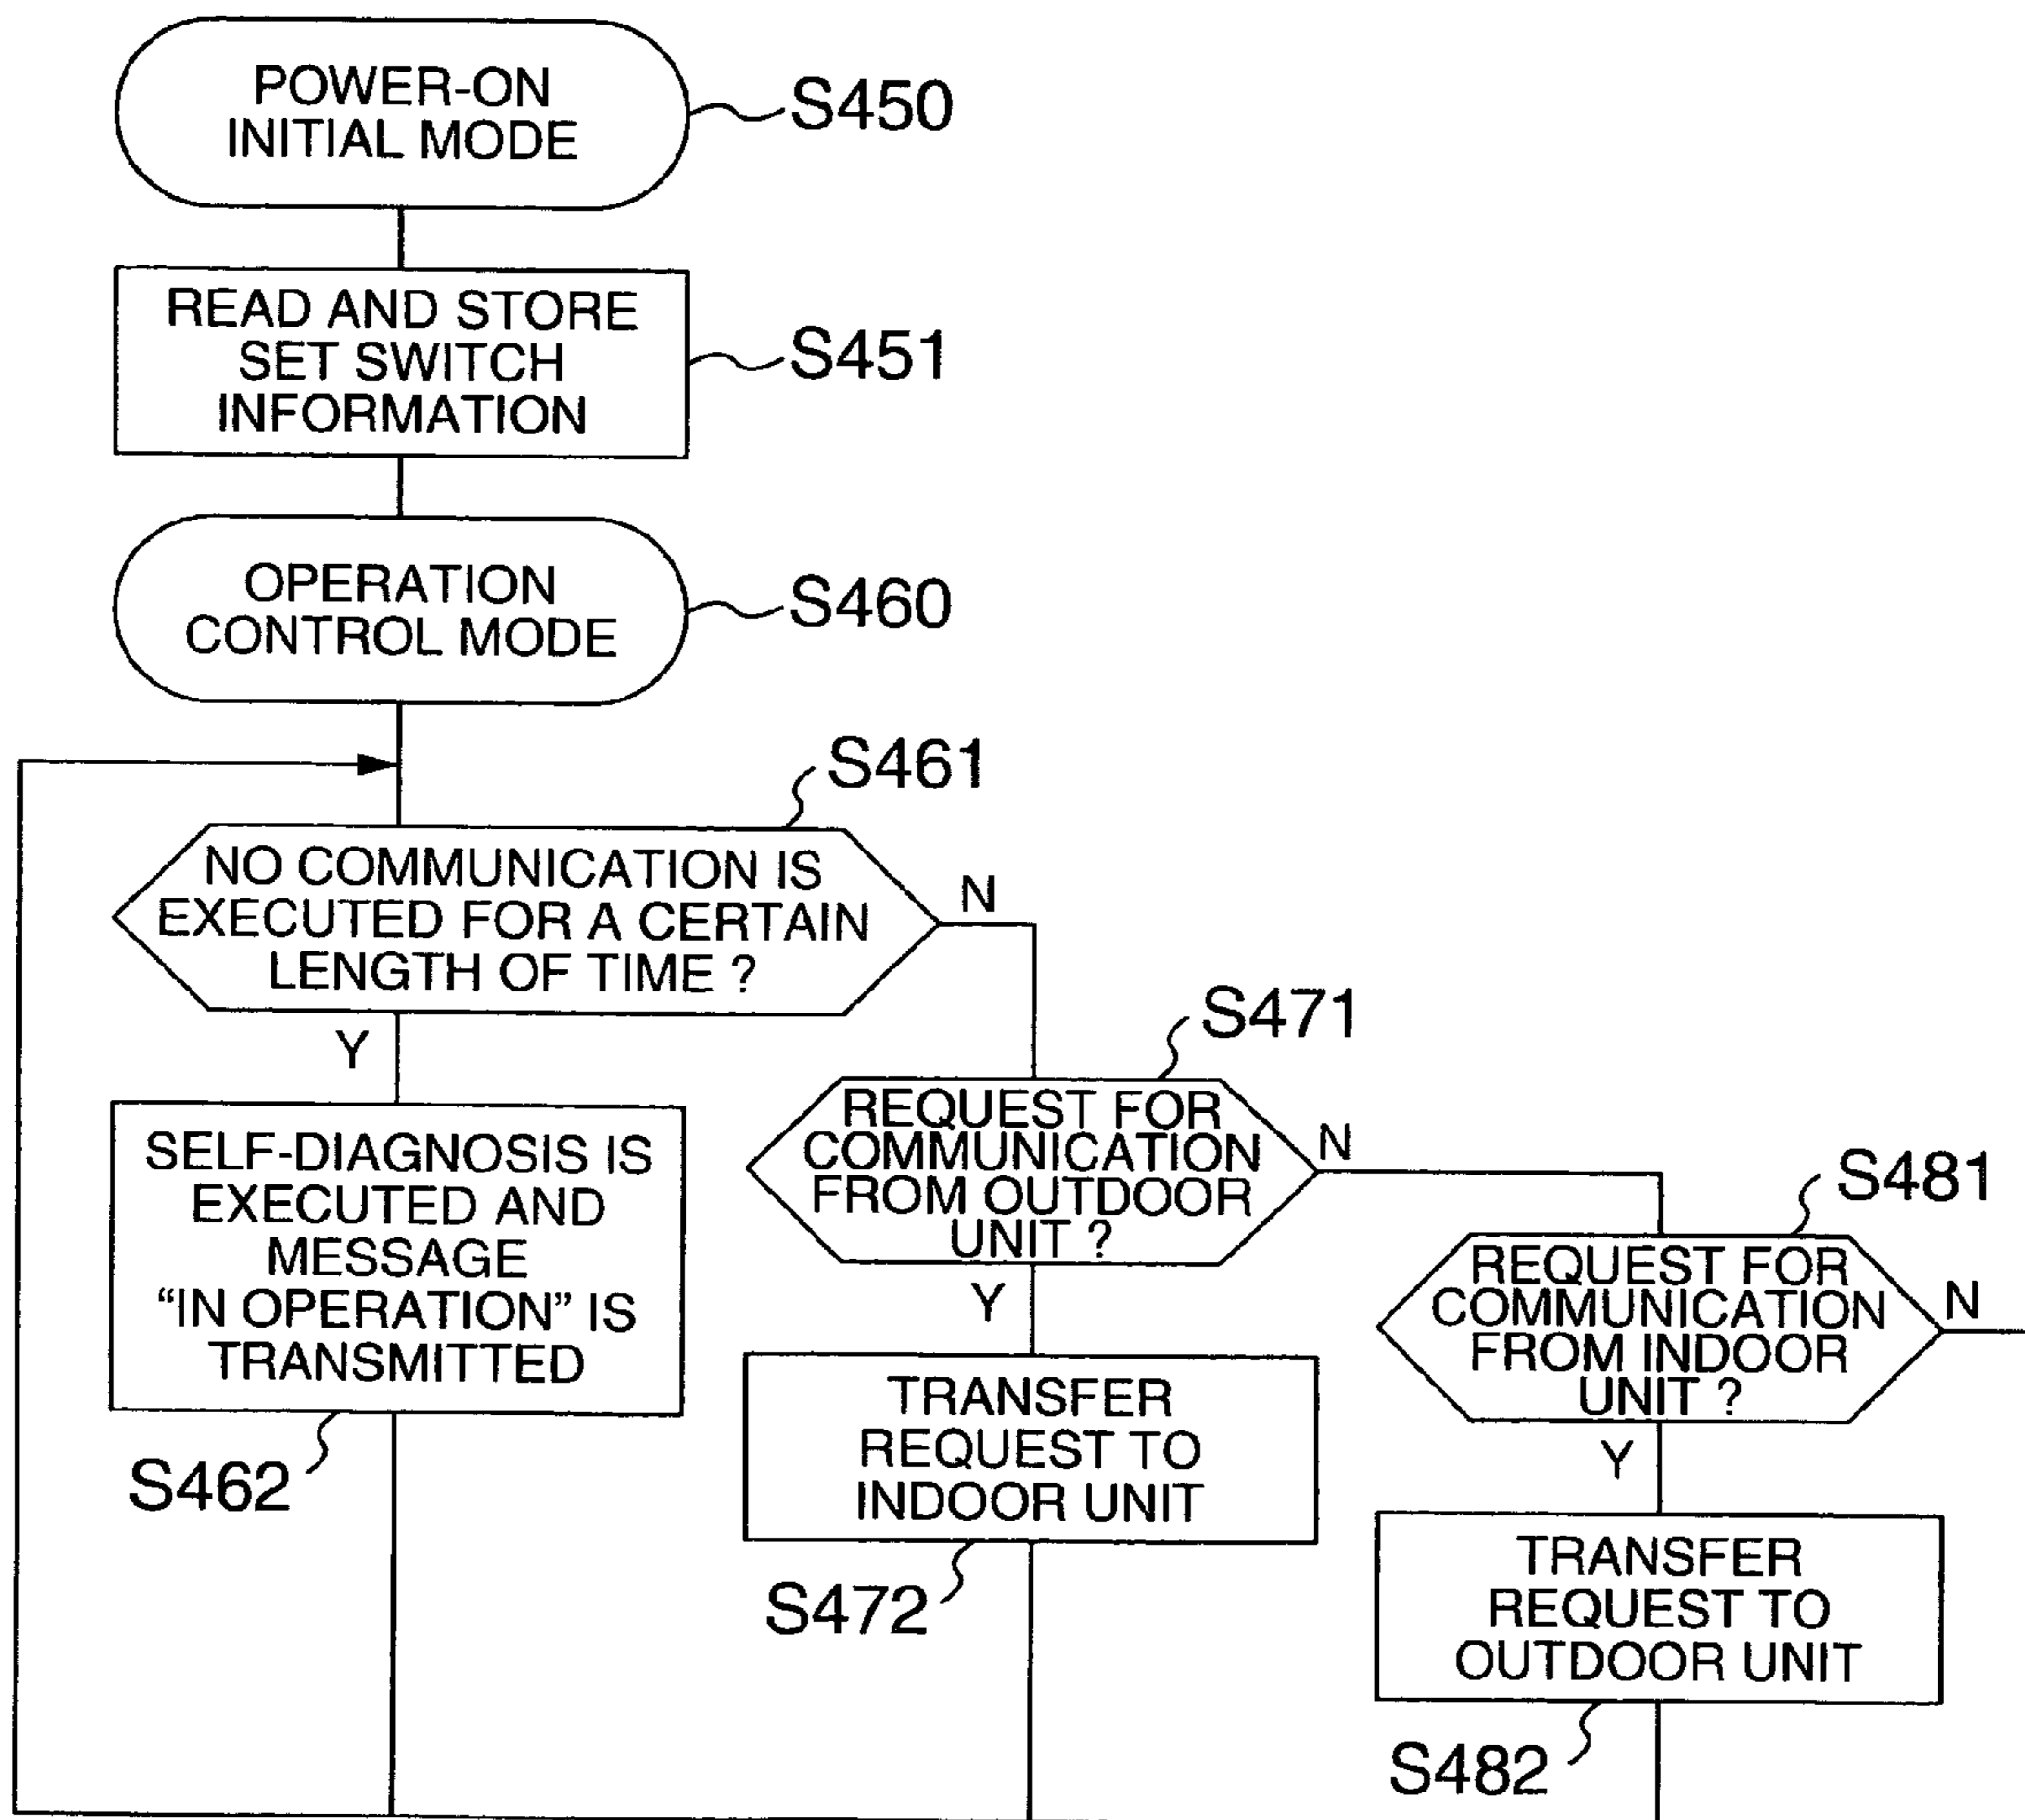 POWER-ON
INITIAL MODE
S450
READ AND STORE
SET SWITCH
INFORMATION
S451
OPERATION
CONTROL MODE
S460
S461
NO COMMUNICATION IS
EXECUTED FOR A CERTAIN
LENGTH OF TIME ?
N
Y
S471
REQUEST FOR
COMMUNICATION
FROM OUTDOOR
UNIT ?
N
Y
S481
REQUEST FOR
COMMUNICATION
FROM INDOOR
UNIT ?
N
Y
SELF-DIAGNOSIS IS
EXECUTED AND
MESSAGE
“IN OPERATION” IS
TRANSMITTED
S462
TRANSFER
REQUEST TO
INDOOR UNIT
S472
TRANSFER
REQUEST TO
OUTDOOR UNIT
S482